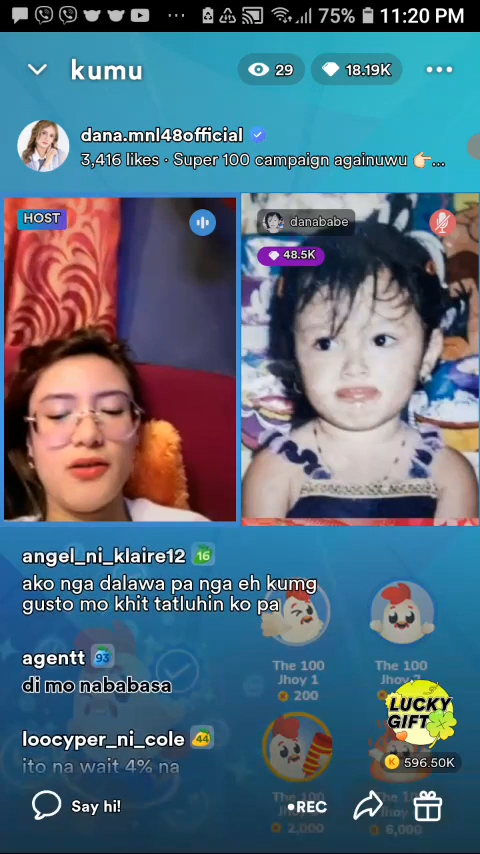 75% 11:20 PM
kumu 29 18.19K
dana.mnl48official
3,416 likes · Super 100 campaign againuwu 👉🏻...
HOST
danababe
48.5K
angel_ni_klaire12 16
ako nga dalawa pa nga eh kumg
gusto mo khit tatluhin ko pa
The 100
Jhoy 1
200
The 100
Jhoy
agentt 93
di mo nababasa
LUCKY
GIFT
loocyper_ni_cole 44
ito na wait 4% na
596.50K
The 100
2,000
6,000
Say hi!
REC